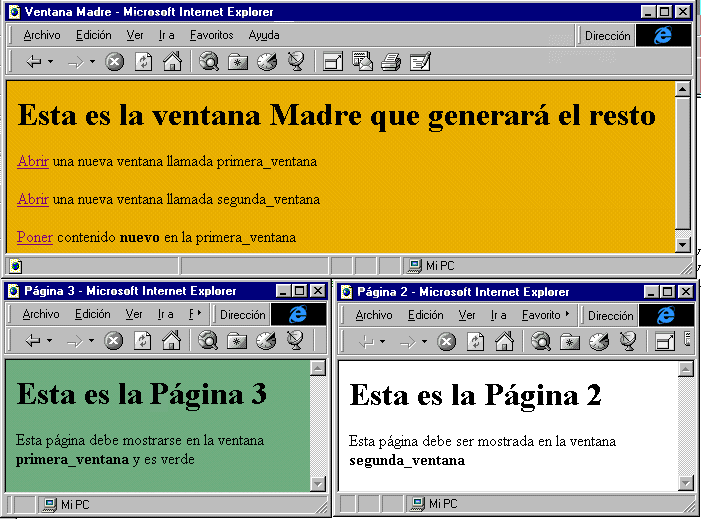 Ventana Madre - Microsoft Internet Explorer
Archivo Edición Ver Ir a Favoritos Ayuda Dirección
Esta es la ventana Madre que generará el resto
Abrir una nueva ventana llamada primera_ventana
Abrir una nueva ventana llamada segunda_ventana
Poner contenido nuevo en la primera_ventana
Mi PC
Página 3 - Microsoft Internet Explorer
Archivo Edición Ver Ir a F Dirección
Esta es la Página 3
Esta página debe mostrarse en la ventana
primera_ventana y es verde
Mi PC
Página 2 - Microsoft Internet Explorer
Archivo Edición Ver Ir a Favorito Dirección
Esta es la Página 2
Esta página debe ser mostrada en la ventana
segunda_ventana
Mi PC